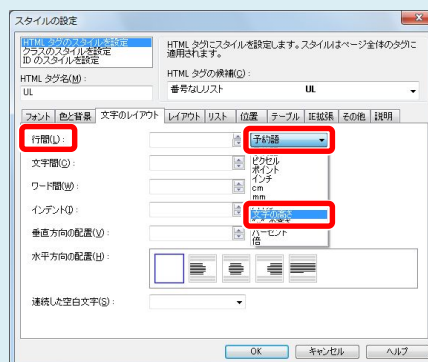 スタイルの設定
HTML タグのスタイルを設定
クラスのスタイルを設定
ID のスタイルを設定
HTML タグにスタイルを設定します。スタイルはページ全体のタグに
適用されます。
HTML タグ名(M):
HTML タグの候補(O):
UL
番号なしリスト UL
フォント 色と背景 文字のレイアウト レイアウト リスト 位置 テーブル IE拡張 その他 説明
行間(L): 予約語
ピクセル
ポイント
文字間(C):
インチ
cm
mm
ワード間(W):
文字の高さ
インデント(I):
パーセント
垂直方向の配置(V):
倍
水平方向の配置(H):
連続した空白文字(S):
OK キャンセル ヘルプ